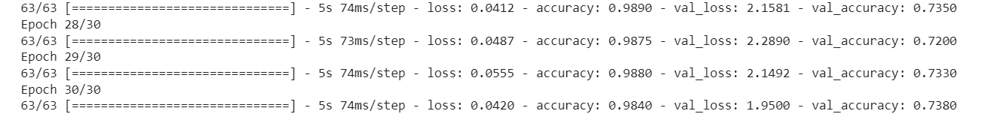 63/63 [==============================] - 5s 74ms/step - loss: 0.0412 - accuracy: 0.9890 - val_loss: 2.1581 - val_accuracy: 0.7350
Epoch 28/30
63/63 [==============================] - 5s 73ms/step - loss: 0.0487 - accuracy: 0.9875 - val_loss: 2.2890 - val_accuracy: 0.7200
Epoch 29/30
63/63 [==============================] - 5s 74ms/step - loss: 0.0555 - accuracy: 0.9880 - val_loss: 2.1492 - val_accuracy: 0.7330
Epoch 30/30
63/63 [==============================] - 5s 74ms/step - loss: 0.0420 - accuracy: 0.9840 - val_loss: 1.9500 - val_accuracy: 0.7380